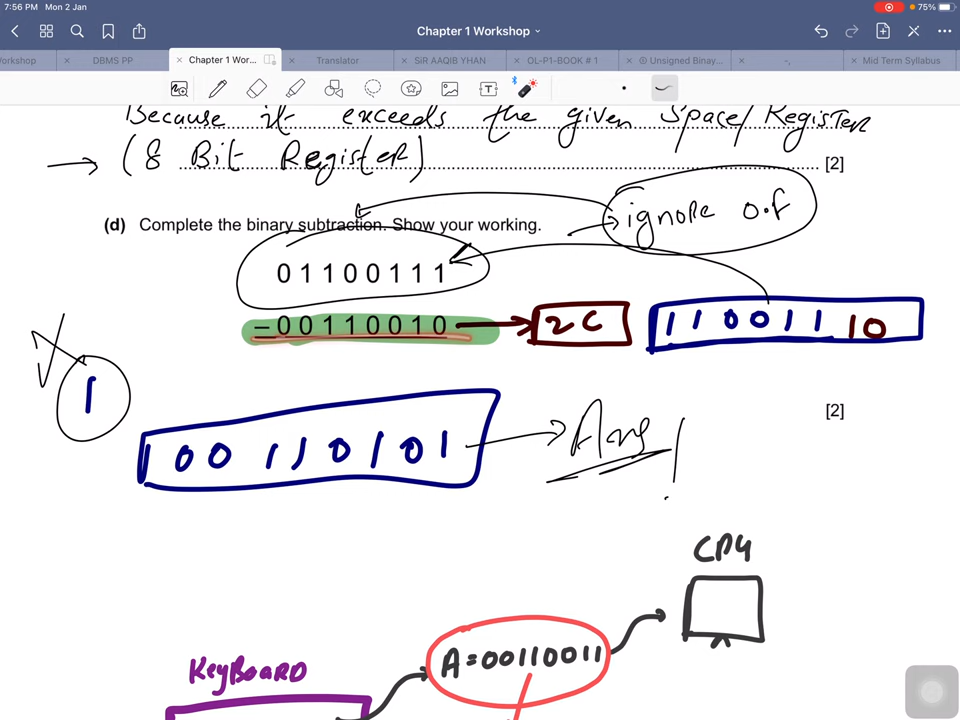 7:56 PM Mon 2 Jan
75%
Chapter 1 Workshop
orkshop
DBMS PP
Chapter 1 Wor...
Translator
SiR AAQIB YHAN
OL-P1-BOOK # 1
Unsigned Binay...
Mid Term Syllabus
Because it exceeds the given Space/Register
(8 Bit Register) [2]
ignore o.f
(d) Complete the binary subtraction. Show your working.
01100111
−00110010
2C
11001110
1
00110101
Ans
[2]
CPU
A=00110011
KeyBoard